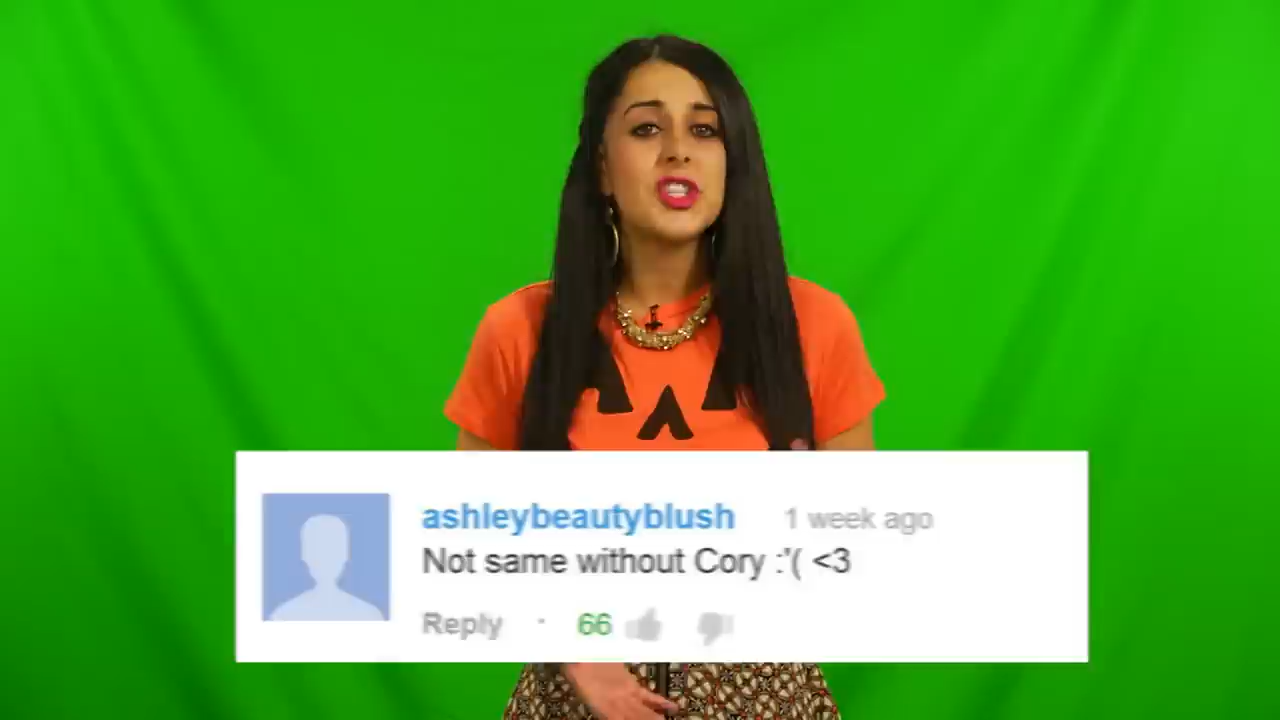 ashleybeautyblush 1 week ago
Not same without Cory :'( <3
Reply · 66